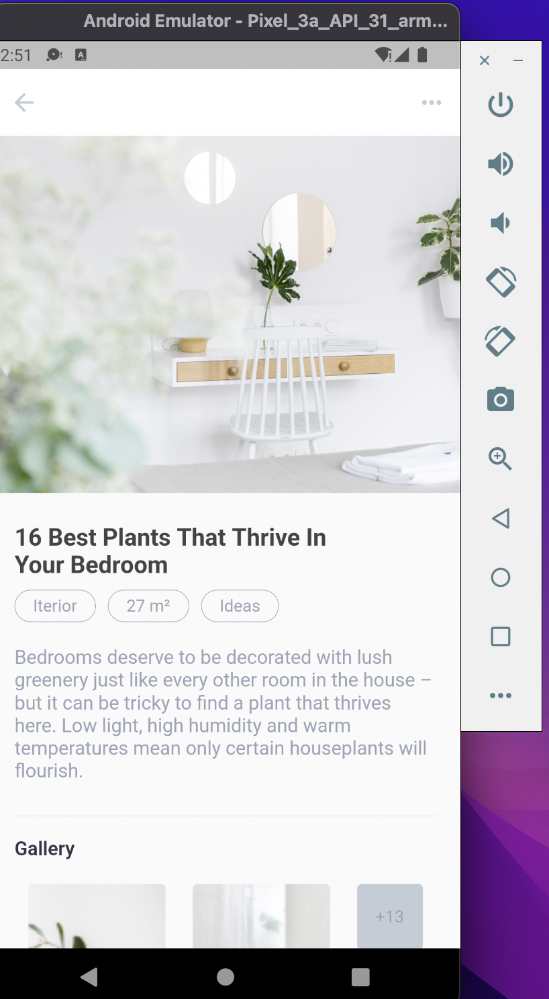 Android Emulator - Pixel_3a_API_31_arm...
2:51
A
16 Best Plants That Thrive In
Your Bedroom
Iterior
27 m²
Ideas
Bedrooms deserve to be decorated with lush
greenery just like every other room in the house –
but it can be tricky to find a plant that thrives
here. Low light, high humidity and warm
temperatures mean only certain houseplants will
flourish.
Gallery
+13